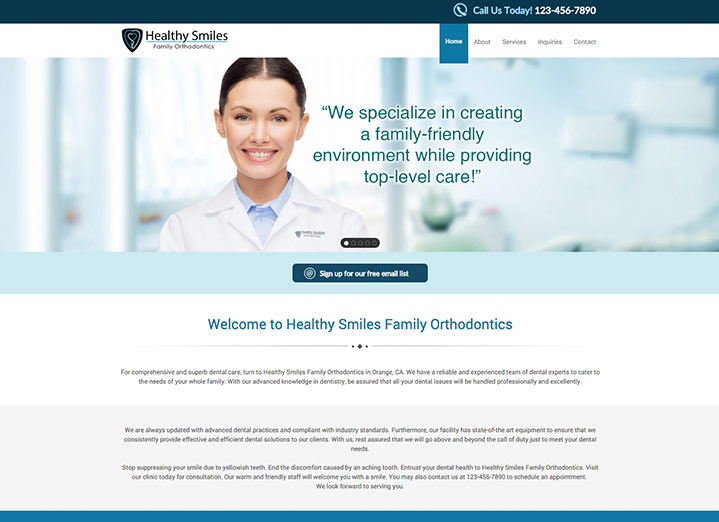 Call Us Today! 123-456-7890
Healthy Smiles
Family Orthodontics
Home About Services Inquiries Contact
“We specialize in creating
a family-friendly
environment while providing
top-level care!”
Healthy Smiles
Sign up for our free email list
Welcome to Healthy Smiles Family Orthodontics
For comprehensive and superb dental care, turn to Healthy Smiles Family Orthodontics in Orange, CA. We have a reliable and experienced team of dental experts to cater to
the needs of your whole family. With our advanced knowledge in dentistry, be assured that all your dental issues will be handled professionally and excellently.
We are always updated with advanced dental practices and compliant with industry standards. Furthermore, our facility has state-of-the art equipment to ensure that we
consistently provide effective and efficient dental solutions to our clients. With us, rest assured that we will go above and beyond the call of duty just to meet your dental
needs.
Stop suppressing your smile due to yellowish teeth. End the discomfort caused by an aching tooth. Entrust your dental health to Healthy Smiles Family Orthodontics. Visit
our clinic today for consultation. Our warm and friendly staff will welcome you with a smile. You may also contact us at 123-456-7890 to schedule an appointment.
We look forward to serving you.